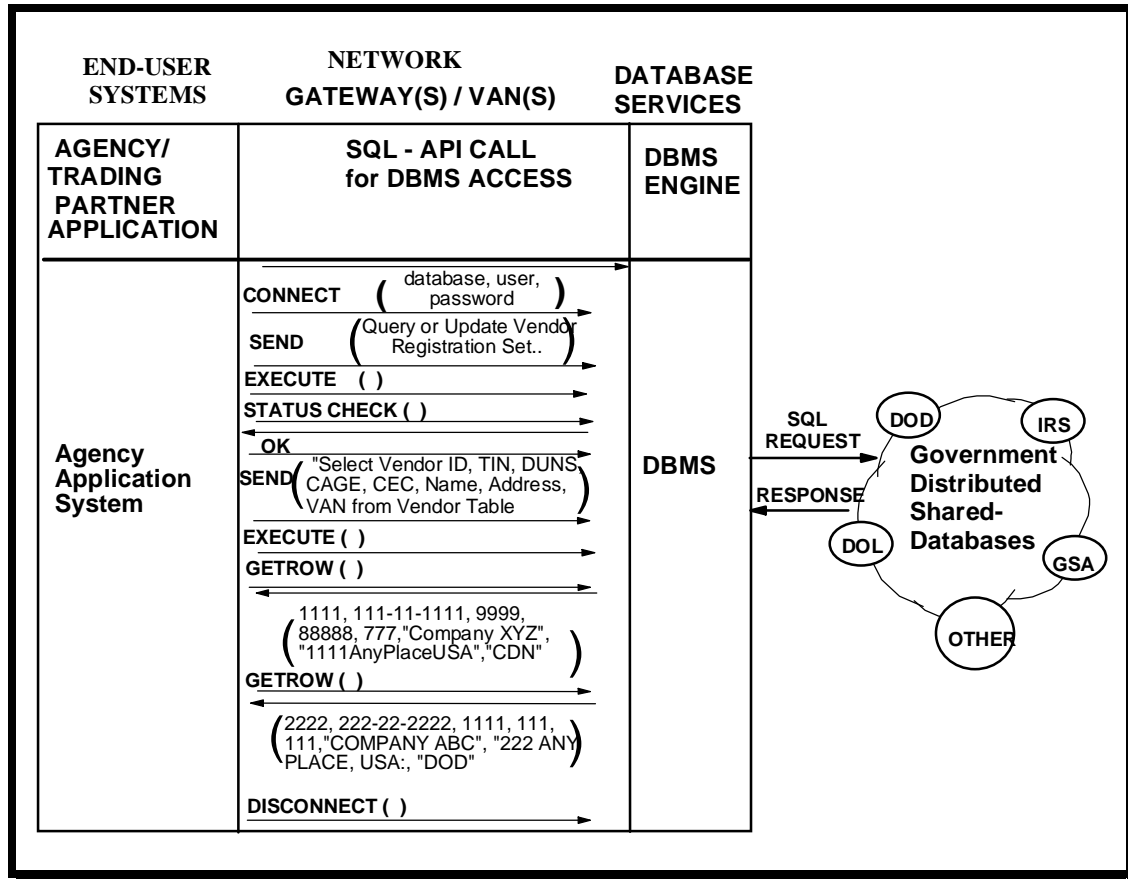 END-USER
SYSTEMS
NETWORK
GATEWAY(S) / VAN(S)
DATABASE
SERVICES
AGENCY/
TRADING
PARTNER
APPLICATION
SQL - API CALL
for DBMS ACCESS
DBMS
ENGINE
Agency
Application
System
CONNECT ( database, user,
password )
SEND ( Query or Update Vendor
Registration Set.. )
EXECUTE ( )
STATUS CHECK ( )
OK
SEND ( "Select Vendor ID, TIN, DUNS
CAGE, CEC, Name, Address,
VAN from Vendor Table )
EXECUTE ( )
GETROW ( )
( 1111, 111-11-1111, 9999,
88888, 777,"Company XYZ",
"1111AnyPlaceUSA","CDN" )
GETROW ( )
( 2222, 222-22-2222, 1111, 111,
111,"COMPANY ABC", "222 ANY
PLACE, USA:, "DOD" )
DISCONNECT ( )
DBMS
SQL
REQUEST
RESPONSE
DOD
IRS
Government
Distributed
Shared-
Databases
DOL
GSA
OTHER